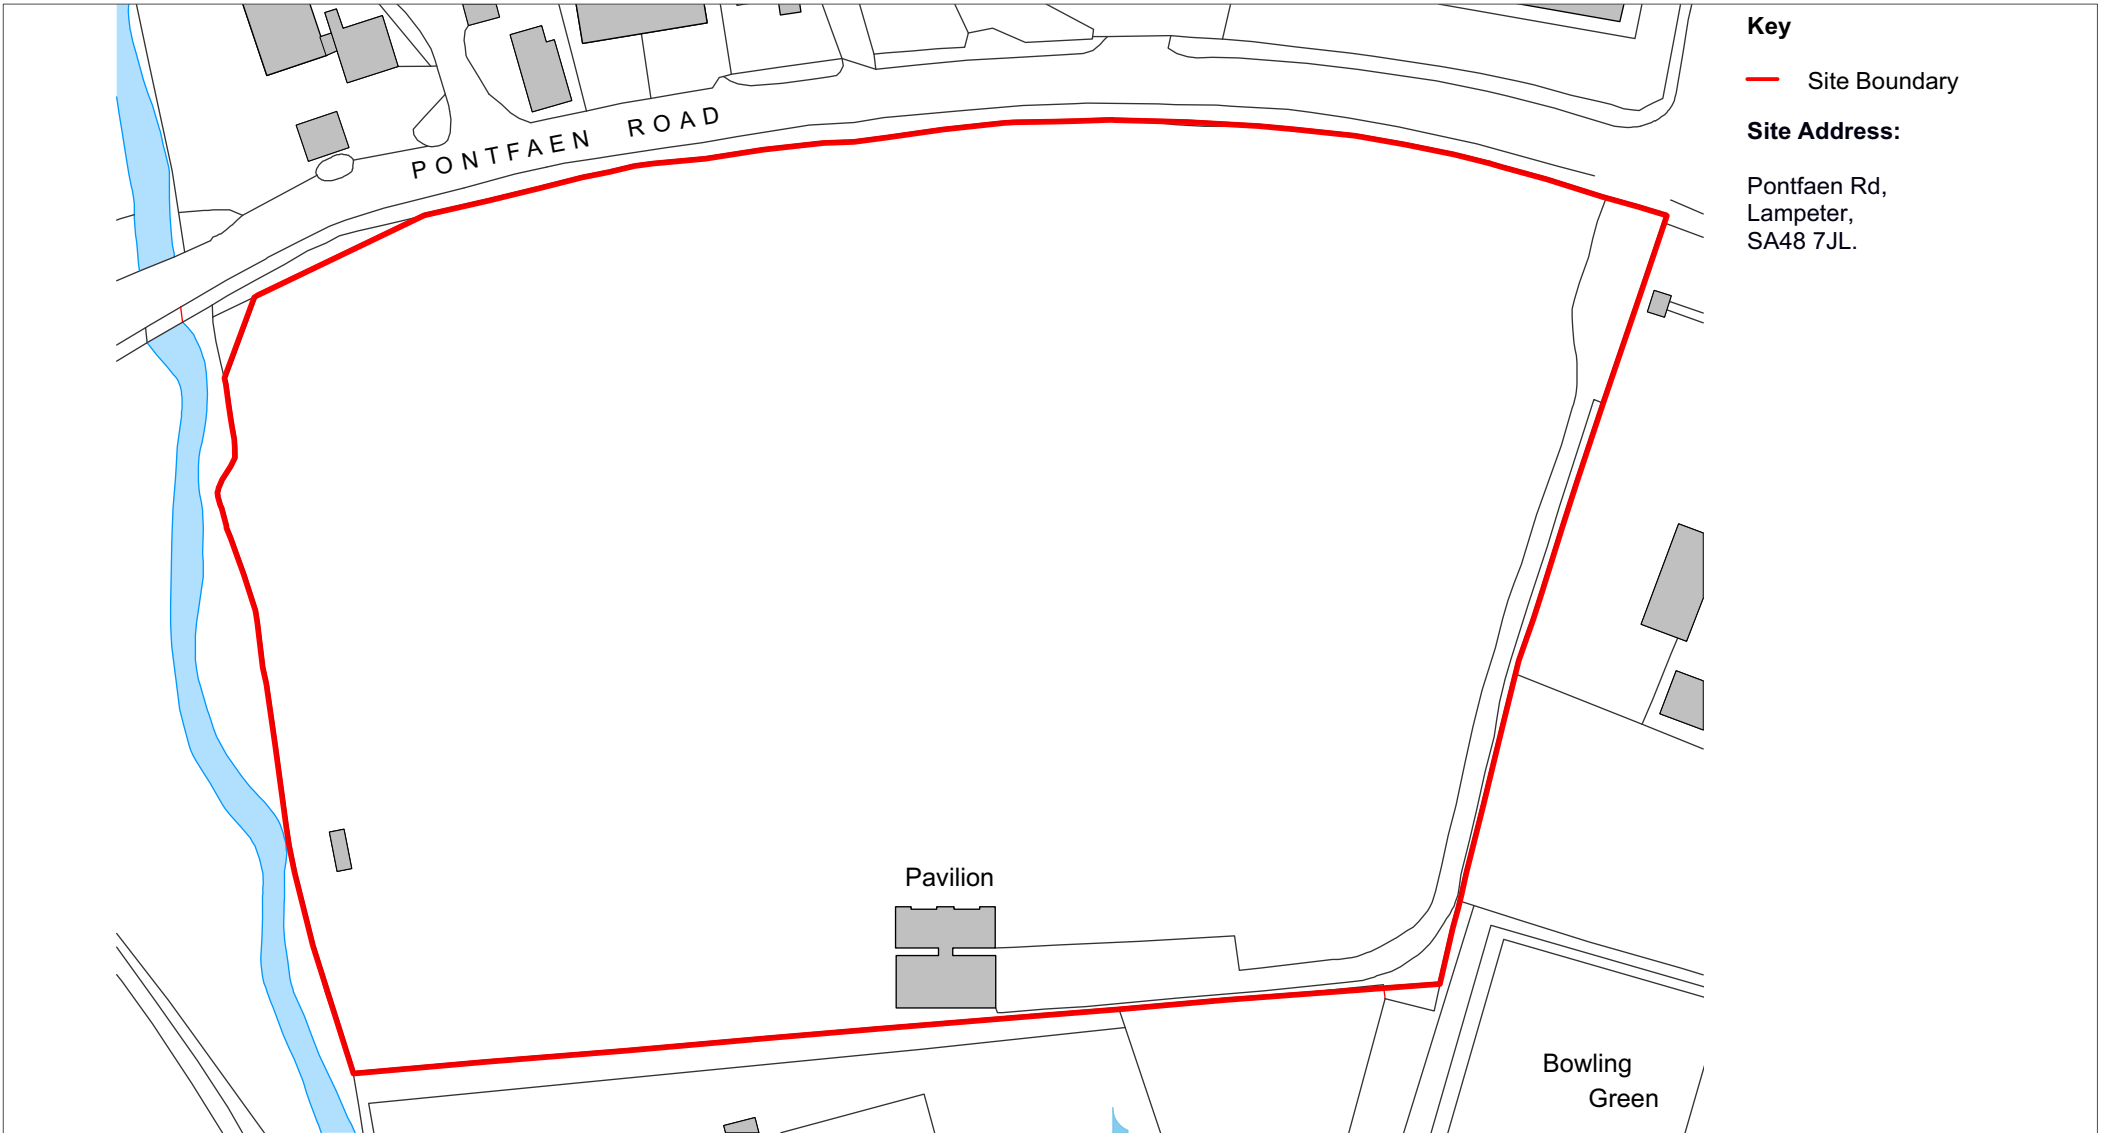 Key
Site Boundary
Site Address:
Pontfaen Rd,
Lampeter,
SA48 7JL.
PONTFAEN ROAD
Pavilion
Bowling
Green